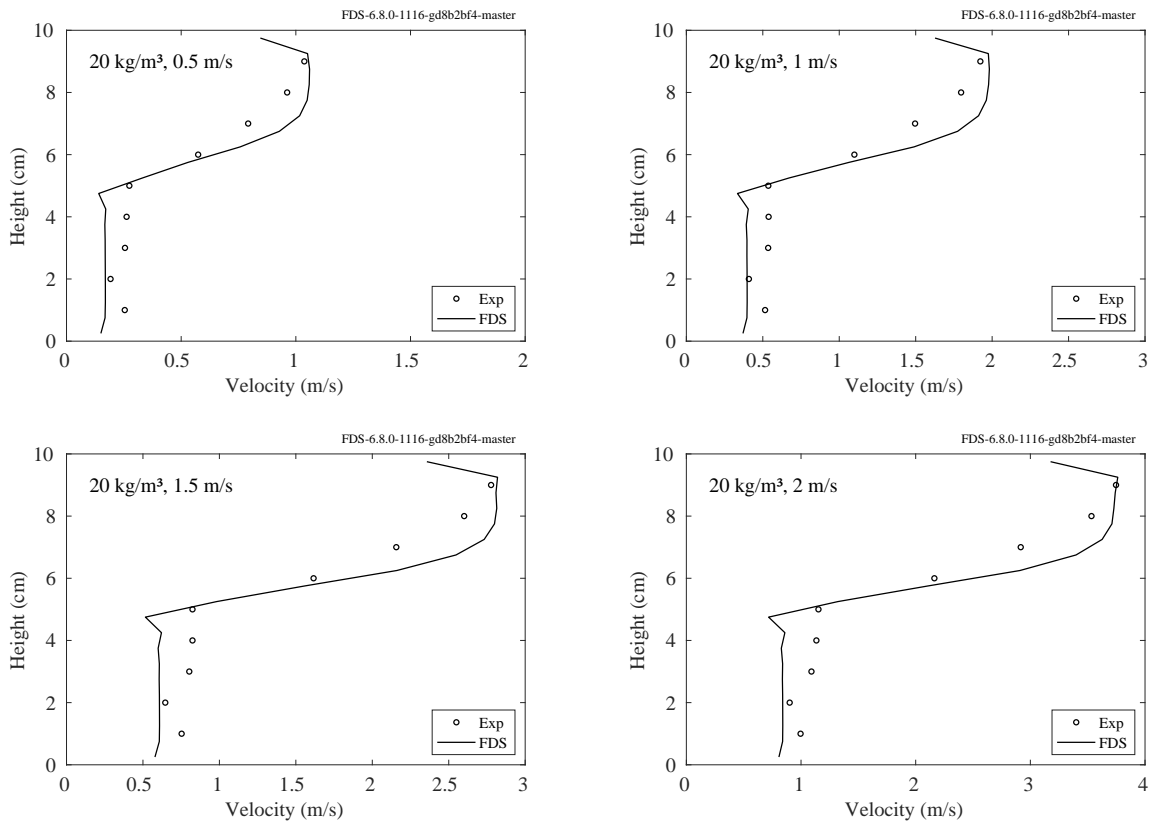 FDS-6.8.0-1116-gd8b2bf4-master
20 kg/m³, 0.5 m/s
Height (cm)
10
8
6
4
2
0
Exp
FDS
0 0.5 1 1.5 2
Velocity (m/s)
FDS-6.8.0-1116-gd8b2bf4-master
20 kg/m³, 1 m/s
Height (cm)
10
8
6
4
2
0
Exp
FDS
0 0.5 1 1.5 2 2.5 3
Velocity (m/s)
FDS-6.8.0-1116-gd8b2bf4-master
20 kg/m³, 1.5 m/s
Height (cm)
10
8
6
4
2
0
Exp
FDS
0 0.5 1 1.5 2 2.5 3
Velocity (m/s)
FDS-6.8.0-1116-gd8b2bf4-master
20 kg/m³, 2 m/s
Height (cm)
10
8
6
4
2
0
Exp
FDS
0 1 2 3 4
Velocity (m/s)